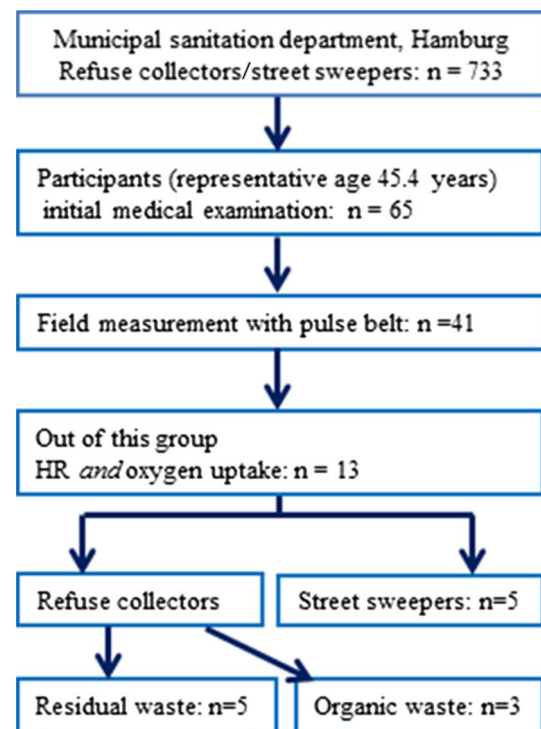 Municipal sanitation department, Hamburg
Refuse collectors/street sweepers: n = 733
Participants (representative age 45.4 years)
initial medical examination: n = 65
Field measurement with pulse belt: n =41
Out of this group
HR and oxygen uptake: n = 13
Refuse collectors
Street sweepers: n=5
Residual waste: n=5
Organic waste: n=3